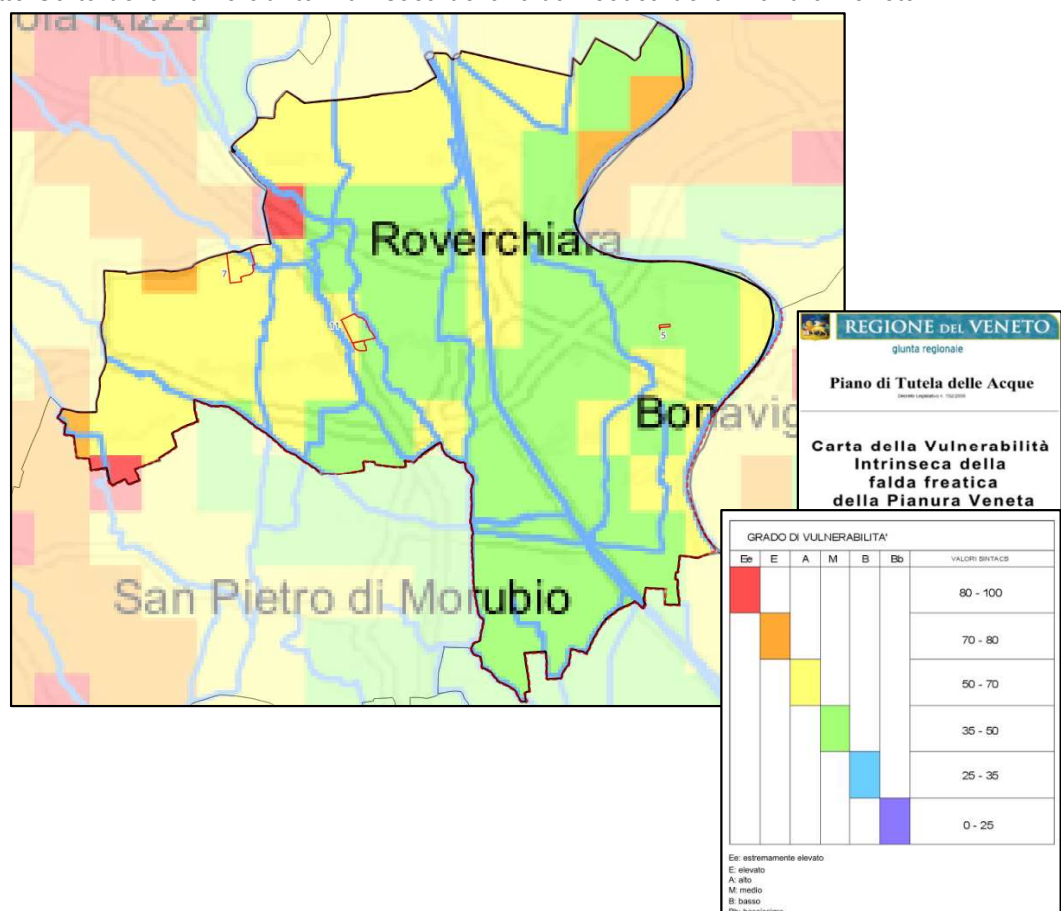 Rizza
Roverchiara
Bonavig
San Pietro di Morubio
7
5
REGIONE DEL VENETO
giunta regionale
Piano di Tutela delle Acque
Carta della Vulnerabilità
Intrinseca della
falda freatica
della Pianura Veneta
GRADO DI VULNERABILITA'
Ee E A M B Bb VALORI SINTACS
80 - 100
70 - 80
50 - 70
35 - 50
25 - 35
0 - 25
Ee: estremamente elevato
E: elevato
A: alto
M: medio
B: basso